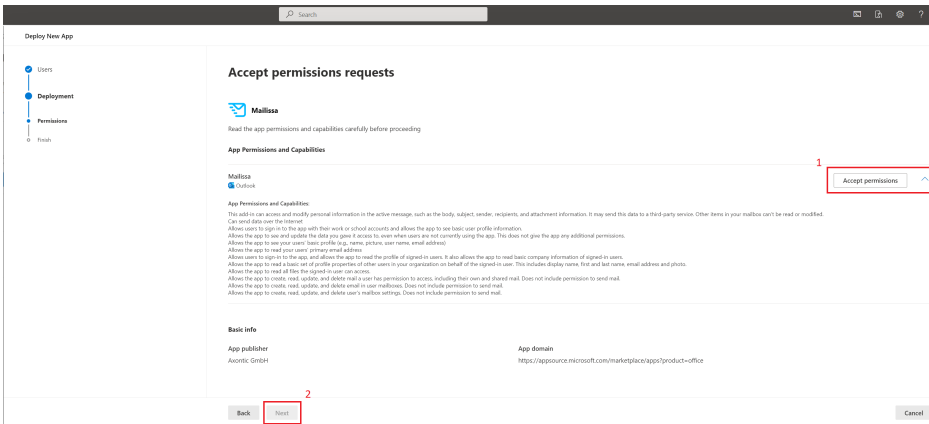 Search
?
Deploy New App
Users
Deployment
Permissions
Finish
Accept permissions requests
Mailissa
Read the app permissions and capabilities carefully before proceeding
App Permissions and Capabilities
1
Mailissa
Outlook
Accept permissions
App Permissions and Capabilities:
This add-in can access and modify personal information in the active message, such as the body, subject, sender, recipients, and attachment information. It may send this data to a third-party service. Other items in your mailbox can't be read or modified.
Can send data over the Internet
Allows users to sign in to the app with their work or school accounts and allows the app to see basic user profile information.
Allows the app to see and update the data you gave it access to, even when users are not currently using the app. This does not give the app any additional permissions.
Allows the app to see your users' basic profile (e.g., name, picture, user name, email address)
Allows the app to read your users' primary email address
Allows users to sign-in to the app, and allows the app to read the profile of signed-in users. It also allows the app to read basic company information of signed-in users.
Allows the app to read a basic set of profile properties of other users in your organization on behalf of the signed-in user. This includes display name, first and last name, email address and photo.
Allows the app to read all files the signed-in user can access.
Allows the app to create, read, update, and delete mail a user has permission to access, including their own and shared mail. Does not include permission to send mail.
Allows the app to create, read, update, and delete email in user mailboxes. Does not include permission to send mail.
Allows the app to create, read, update, and delete user's mailbox settings. Does not include permission to send mail.
Basic info
App publisher
Axontic GmbH
App domain
https://appsource.microsoft.com/marketplace/apps?product=office
2
Back
Next
Cancel